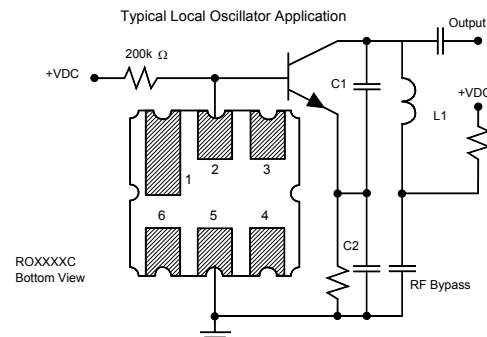 Typical Local Oscillator Application
Output
200k Ω
+VDC
C1
+VDC
L1
1
2
3
6
5
4
C2
ROXXXXC
Bottom View
RF Bypass